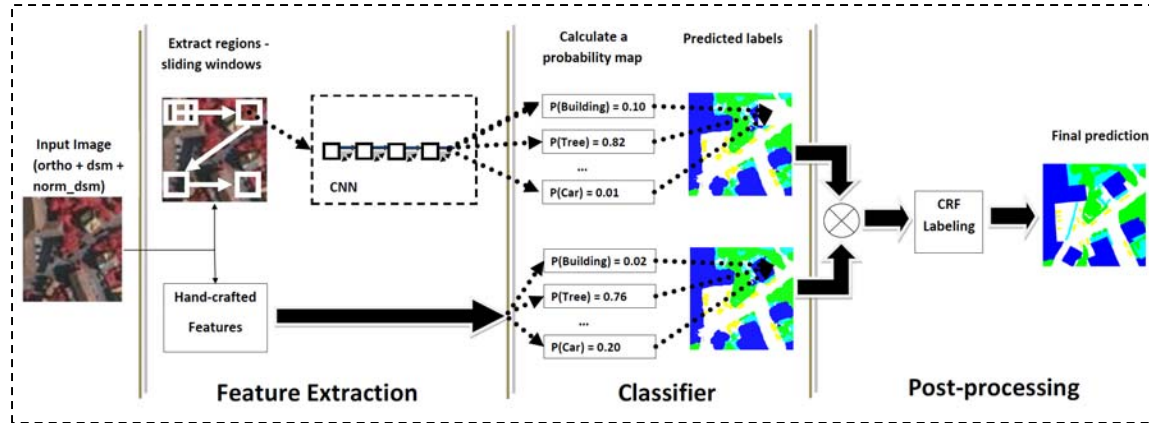 Extract regions -
sliding windows
Calculate a
probability map
Predicted labels
Input Image
(ortho + dsm +
norm_dsm)
CNN
P(Building) = 0.10
P(Tree) = 0.82
...
P(Car) = 0.01
Final prediction
CRF
Labeling
Hand-crafted
Features
P(Building) = 0.02
P(Tree) = 0.76
...
P(Car) = 0.20
Feature Extraction
Classifier
Post-processing